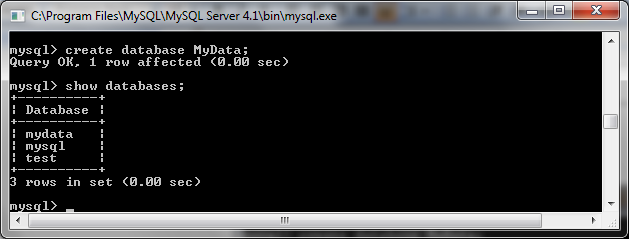 C:\Program Files\MySQL\MySQL Server 4.1\bin\mysql.exe
mysql> create database MyData;
Query OK, 1 row affected (0.00 sec)
mysql> show databases;
+----------+
| Database |
+----------+
| mydata   |
| mysql    |
| test     |
+----------+
3 rows in set (0.00 sec)
mysql> _